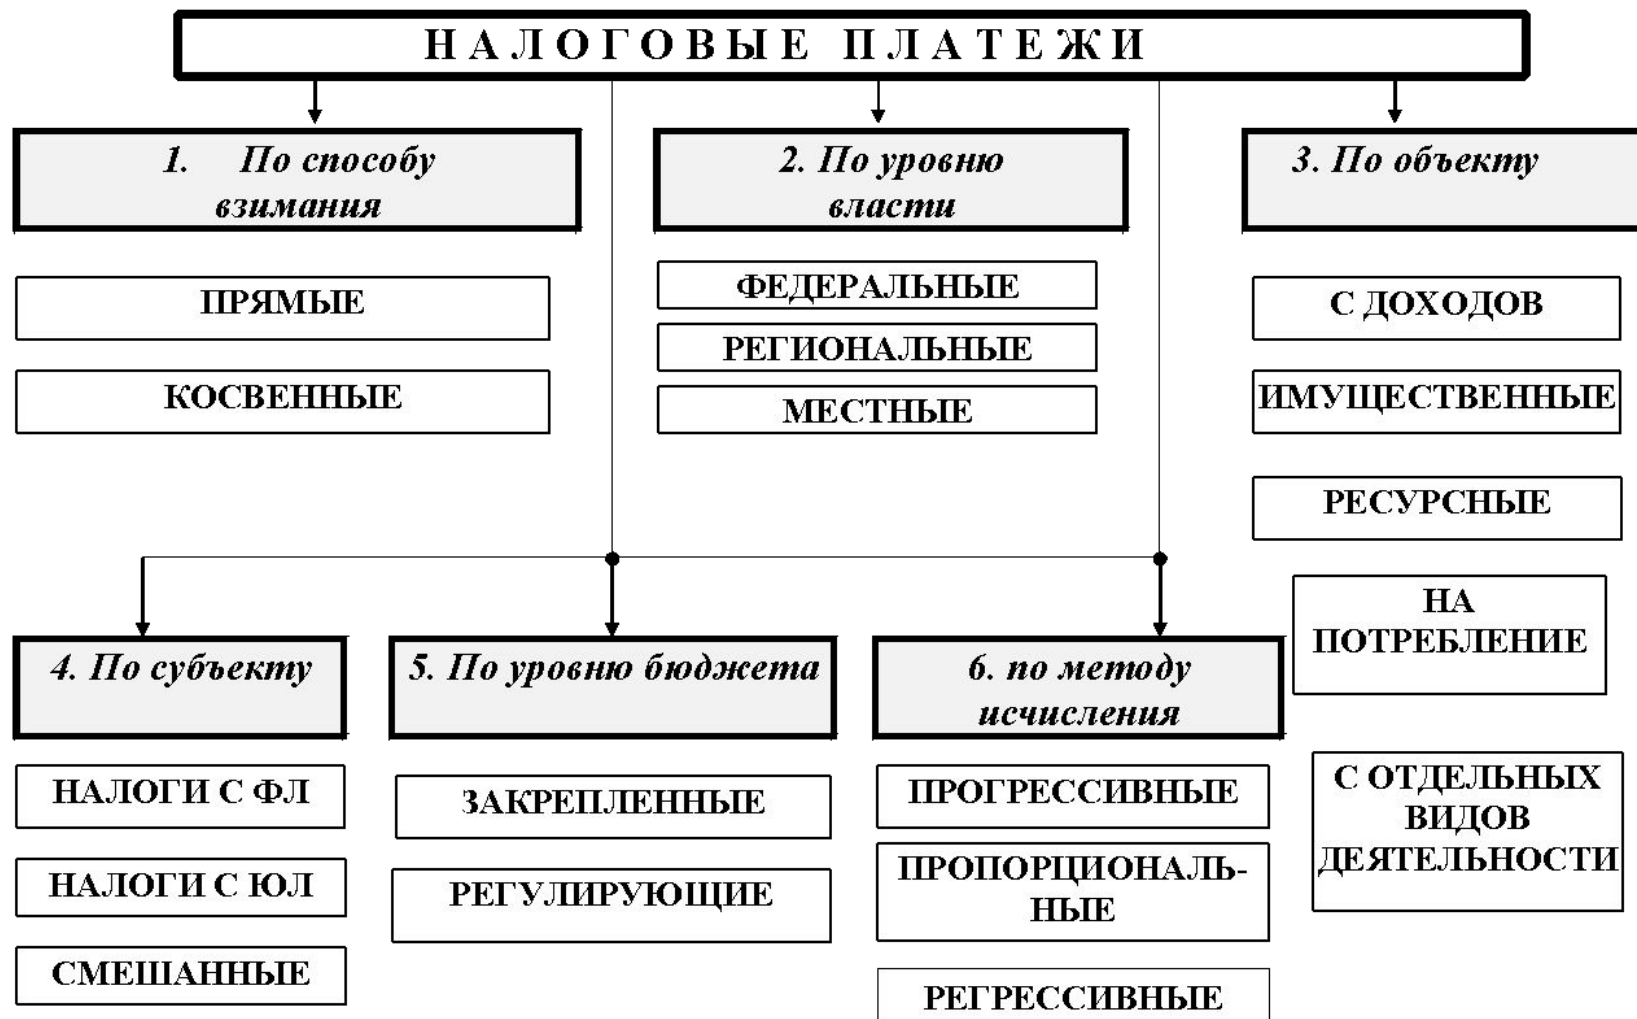 НАЛОГОВЫЕ ПЛАТЕЖИ
1. По способу
взимания
ПРЯМЫЕ
КОСВЕННЫЕ
2. По уровню
власти
ФЕДЕРАЛЬНЫЕ
РЕГИОНАЛЬНЫЕ
МЕСТНЫЕ
3. По объекту
С ДОХОДОВ
ИМУЩЕСТВЕННЫЕ
РЕСУРСНЫЕ
НА
ПОТРЕБЛЕНИЕ
С ОТДЕЛЬНЫХ
ВИДОВ
ДЕЯТЕЛЬНОСТИ
4. По субъекту
НАЛОГИ С ФЛ
НАЛОГИ С ЮЛ
СМЕШАННЫЕ
5. По уровню бюджета
ЗАКРЕПЛЕННЫЕ
РЕГУЛИРУЮЩИЕ
6. по методу
исчисления
ПРОГРЕССИВНЫЕ
ПРОПОРЦИОНАЛЬ-
НЫЕ
РЕГРЕССИВНЫЕ